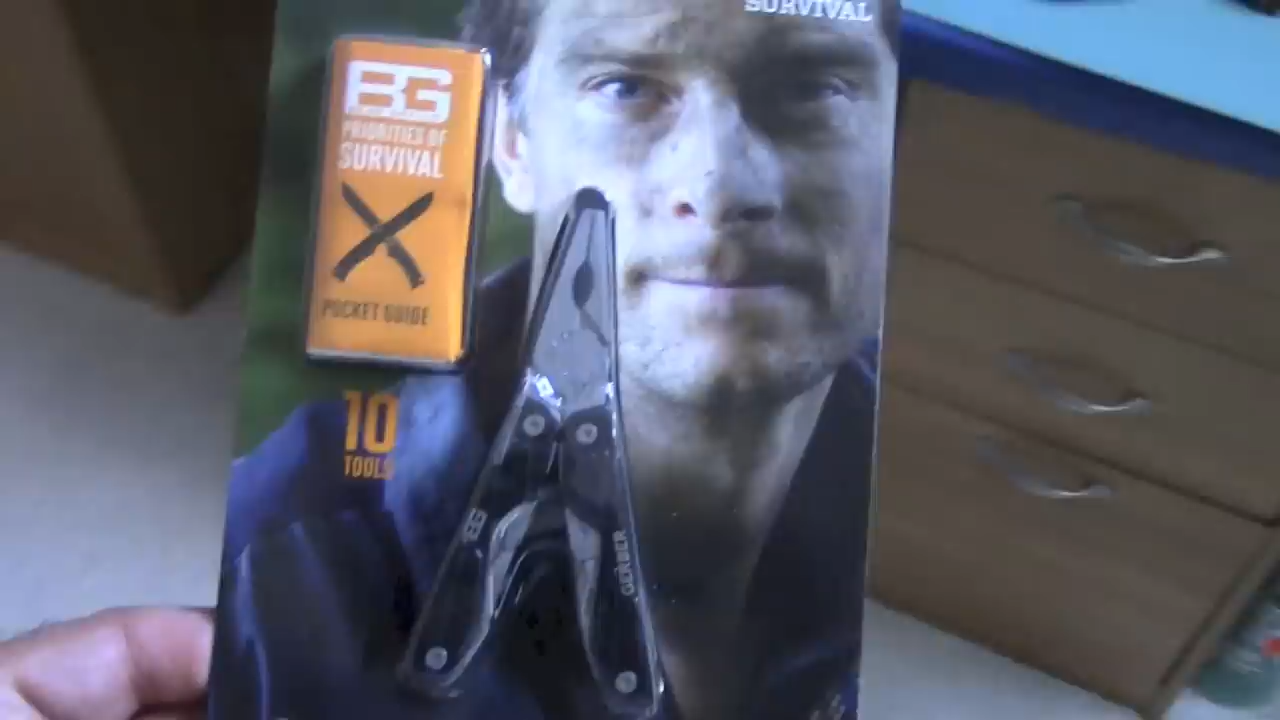 SURVIVAL
BG
PRIORITIES OF
SURVIVAL
POCKET GUIDE
10
TOOLS
BG
GERBER